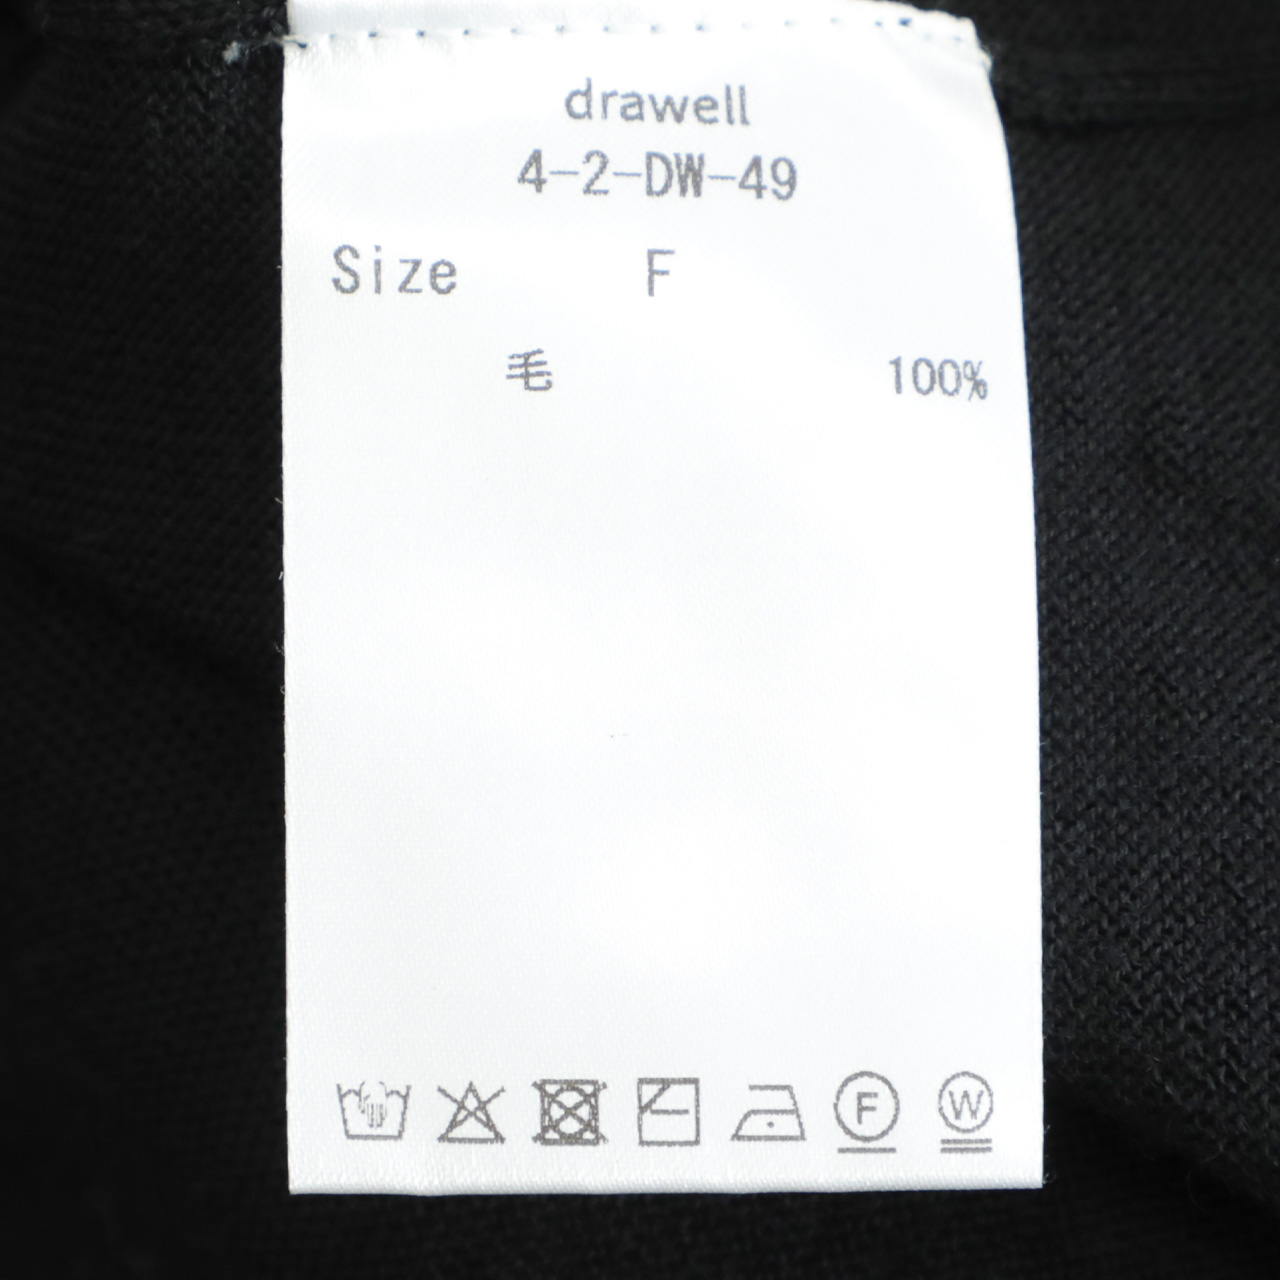 drawell
4-2-DW-49
Size F
毛 100%
F W